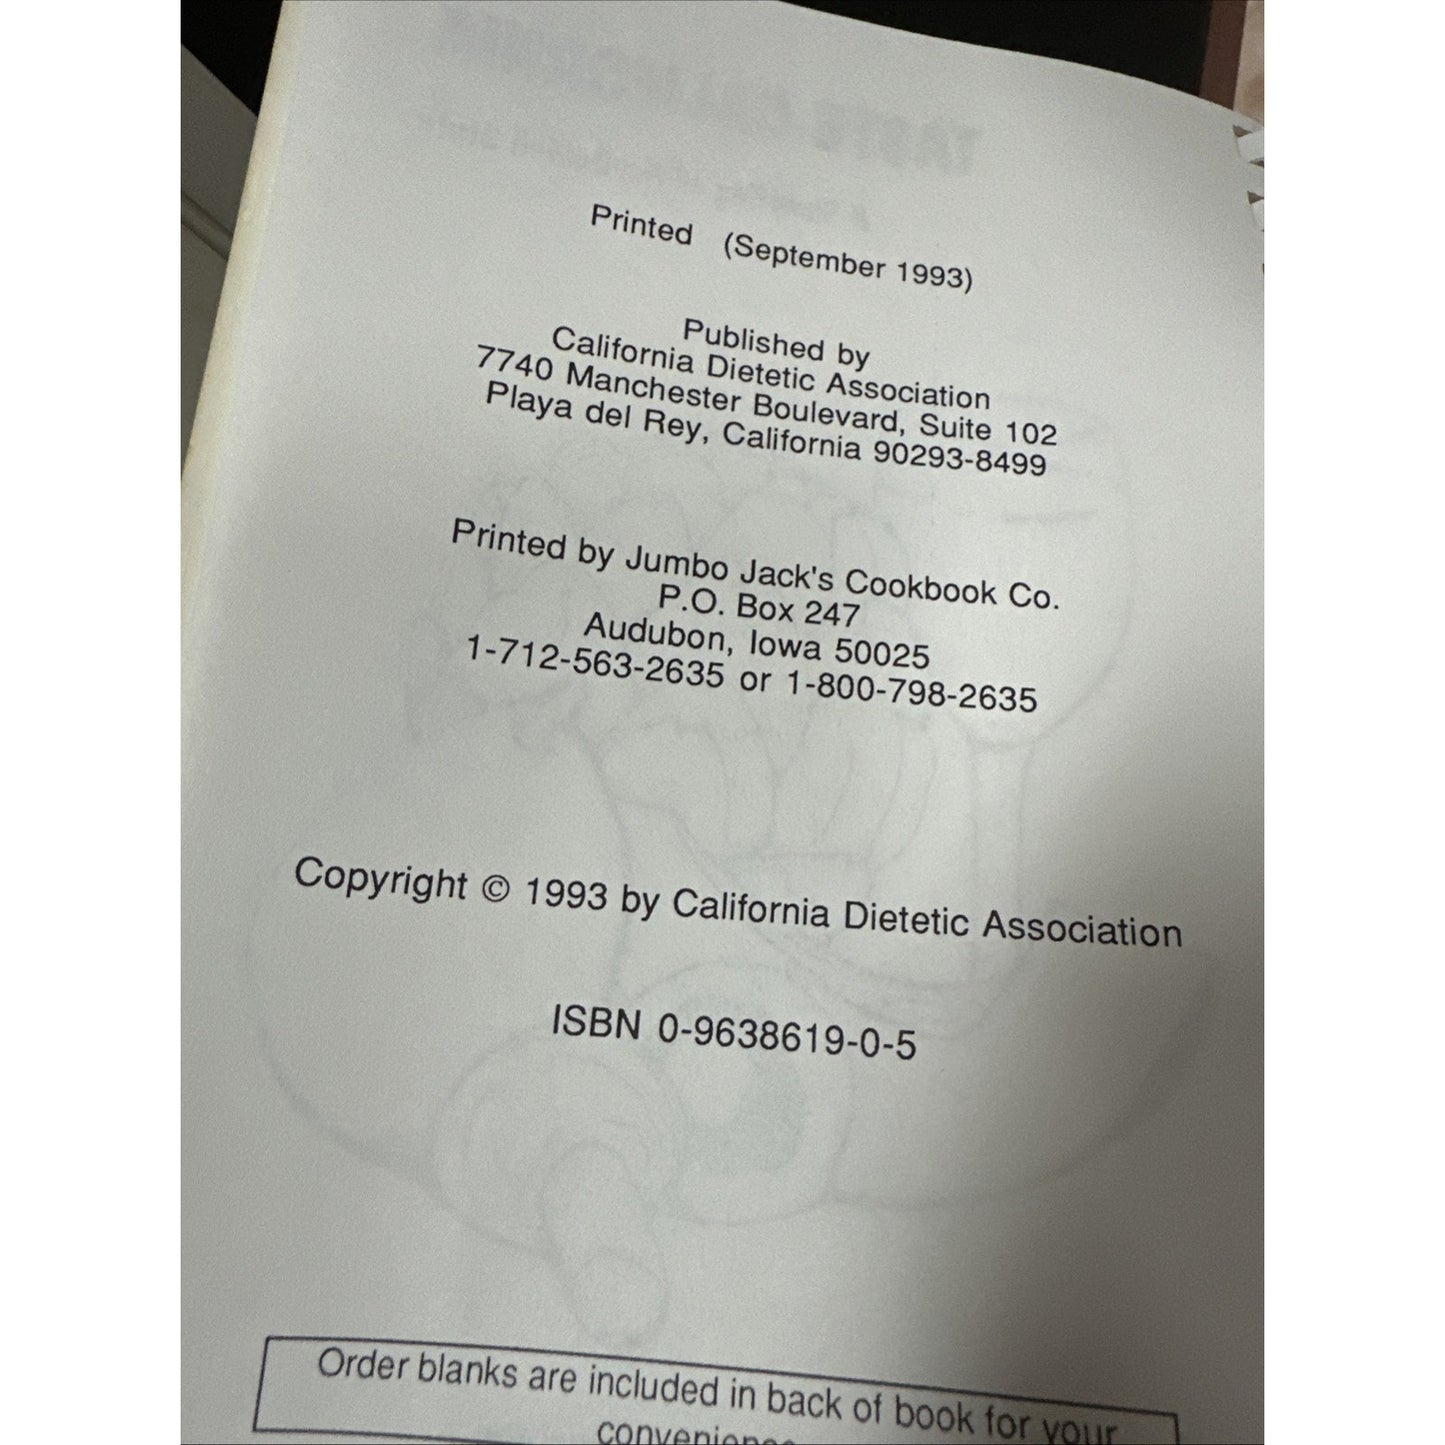 Printed (September 1993)
Published by
California Dietetic Association
7740 Manchester Boulevard, Suite 102
Playa del Rey, California 90293-8499
Printed by Jumbo Jack's Cookbook Co.
P.O. Box 247
Audubon, Iowa 50025
1-712-563-2635 or 1-800-798-2635
Copyright © 1993 by California Dietetic Association
ISBN 0-9638619-0-5
Order blanks are included in back of book for your